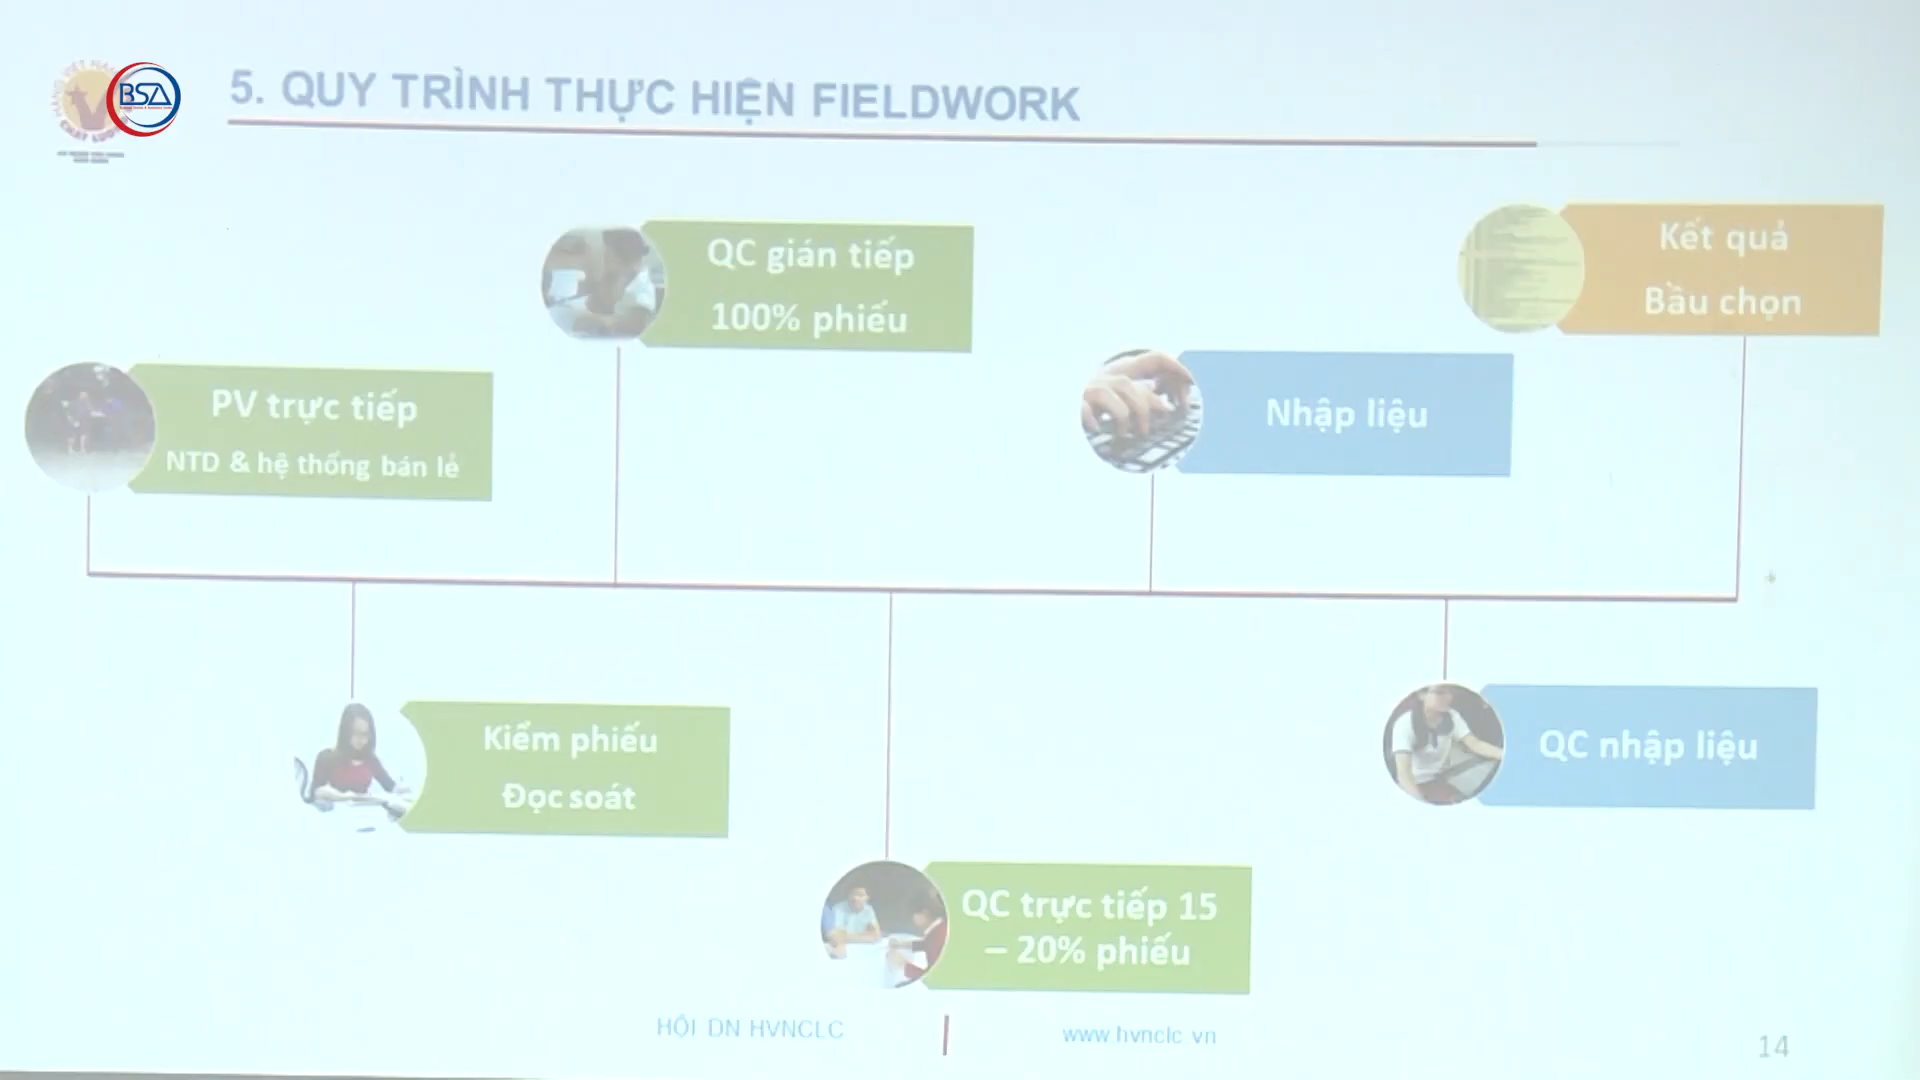 BSA
5. QUY TRÌNH THỰC HIỆN FIELDWORK
PV trực tiếp
NTD & hệ thống bán lẻ
Kiểm phiếu
Đọc soát
QC gián tiếp
100% phiếu
QC trực tiếp 15
– 20% phiếu
Nhập liệu
QC nhập liệu
Kết quả
Bầu chọn
HỘI DN HVNCLC
www.hvnclc.vn
14